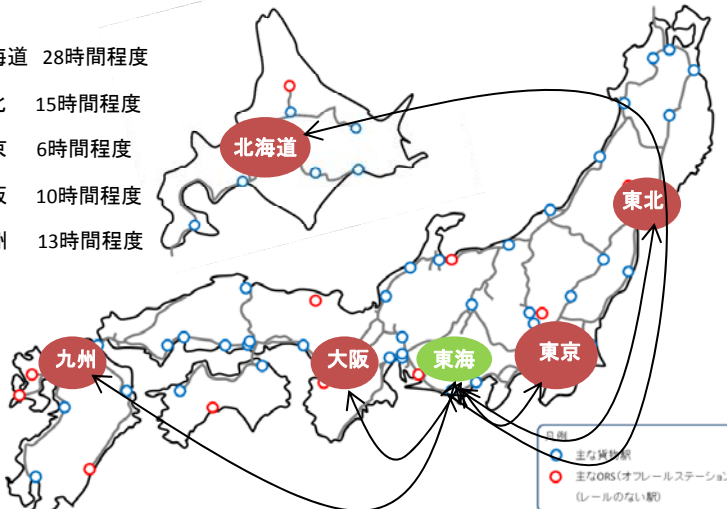 海道 28時間程度
北 15時間程度
京 6時間程度
阪 10時間程度
州 13時間程度
北海道
東北
九州
大阪
東海
東京
凡例
主な貨物駅
主なORS(オフレールステーション
(レールのない駅)